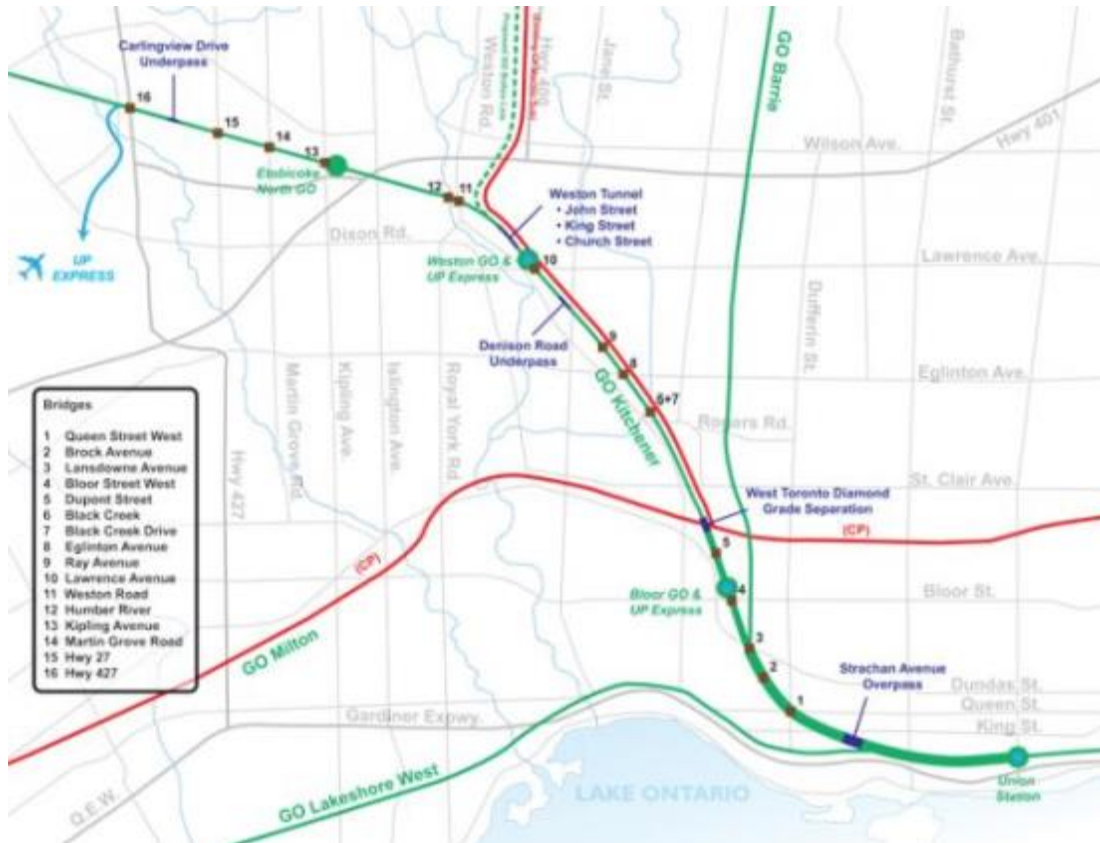 Carlingview Drive
Underpass
16
15
14
13
Etobicoke
North GO
12
11
Weston Rd.
Hwy 400
Jane St.
GO Barrie
Bathurst St.
Wilson Ave.
Hwy 401
UP
EXPRESS
Dixon Rd.
Weston Tunnel
• John Street
• King Street
• Church Street
Weston GO &
UP Express
10
Lawrence Ave.
Denison Road
Underpass
9
8
6+7
Dufferin St.
Eglinton Ave.
GO Kitchener
Rogers Rd.
Martin Grove Rd.
Kipling Ave.
Islington Ave.
Royal York Rd
Hwy 437
Bridges
1 Queen Street West
2 Brock Avenue
3 Lansdowne Avenue
4 Bloor Street West
5 Dupont Street
6 Black Creek
7 Black Creek Drive
8 Eglinton Avenue
9 Ray Avenue
10 Lawrence Avenue
11 Weston Road
12 Humber River
13 Kipling Avenue
14 Martin Grove Road
15 Hwy 27
16 Hwy 427
St. Clair Ave.
West Toronto Diamond
Grade Separation
(CP)
(CP)
5
Bloor GO &
UP Express
4
Bloor St.
GO Milton
3
2
1
Strachan Avenue
Overpass
Dundas St.
Queen St.
King St.
Gardiner Expwy.
Q.E.W.
GO Lakeshore West
LAKE ONTARIO
Union
Station